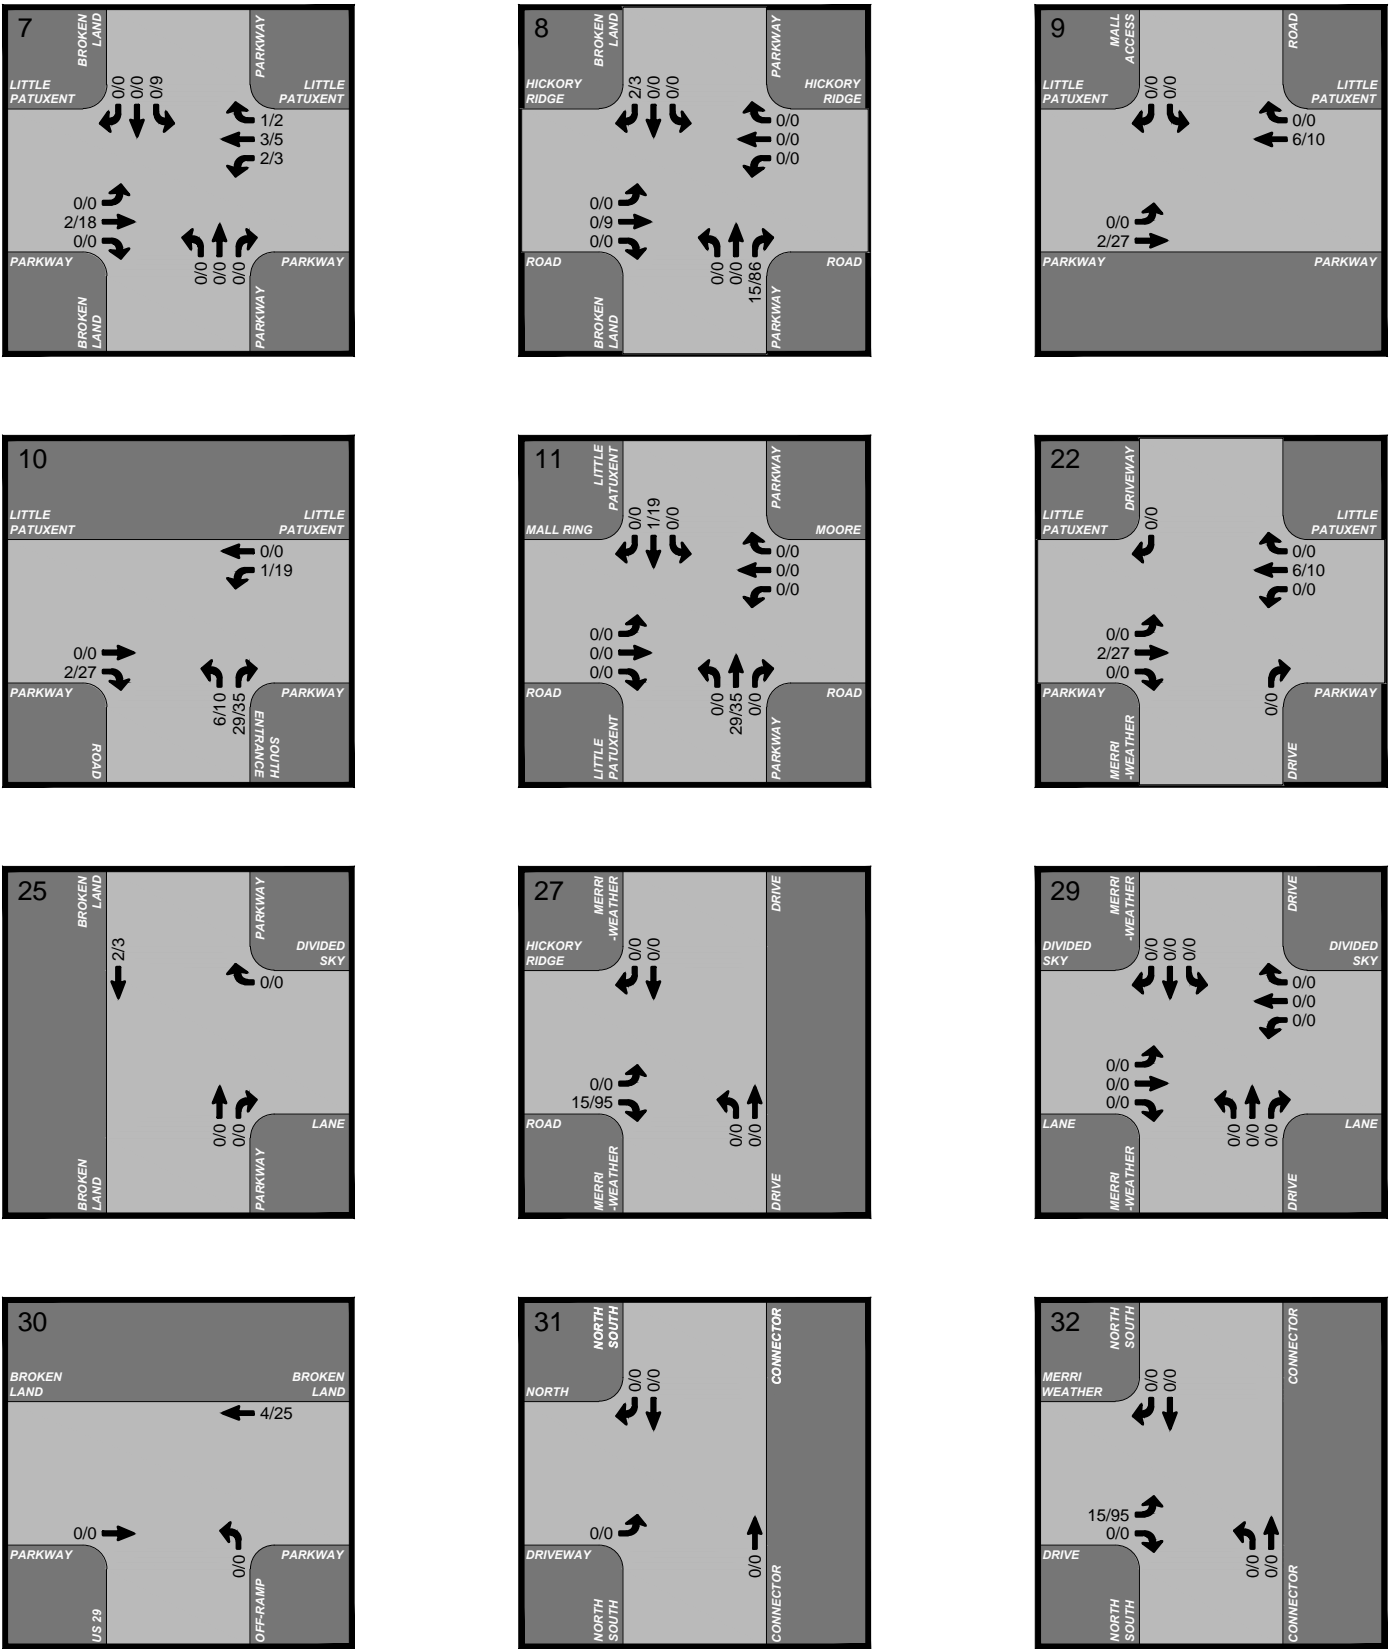 7
BROKEN
LAND
PARKWAY
LITTLE
PATUXENT
LITTLE
PATUXENT
0/0
0/0
0/9
1/2
3/5
2/3
0/0
2/18
0/0
0/0
0/0
0/0
PARKWAY
PARKWAY
BROKEN
LAND
PARKWAY
8
BROKEN
LAND
PARKWAY
HICKORY
RIDGE
HICKORY
RIDGE
2/3
0/0
0/0
0/0
0/0
0/0
0/0
0/9
0/0
0/0
0/0
15/86
ROAD
ROAD
BROKEN
LAND
PARKWAY
9
MALL
ACCESS
ROAD
LITTLE
PATUXENT
LITTLE
PATUXENT
0/0
0/0
0/0
6/10
0/0
2/27
PARKWAY
PARKWAY
10
LITTLE
PATUXENT
LITTLE
PATUXENT
0/0
1/19
0/0
2/27
6/10
29/35
PARKWAY
PARKWAY
ROAD
SOUTH
ENTRANCE
11
LITTLE
PATUXENT
PARKWAY
MALL RING
MOORE
0/0
1/19
0/0
0/0
0/0
0/0
0/0
0/0
0/0
0/0
29/35
0/0
ROAD
ROAD
LITTLE
PATUXENT
PARKWAY
22
DRIVEWAY
LITTLE
PATUXENT
LITTLE
PATUXENT
0/0
0/0
6/10
0/0
0/0
2/27
0/0
0/0
PARKWAY
PARKWAY
MERRI
-WEATHER
DRIVE
25
BROKEN
LAND
PARKWAY
DIVIDED
SKY
2/3
0/0
0/0
0/0
LANE
BROKEN
LAND
PARKWAY
27
MERRI
-WEATHER
DRIVE
HICKORY
RIDGE
0/0
0/0
0/0
15/95
0/0
0/0
ROAD
MERRI
-WEATHER
DRIVE
29
MERRI
-WEATHER
DRIVE
DIVIDED
SKY
DIVIDED
SKY
0/0
0/0
0/0
0/0
0/0
0/0
0/0
0/0
0/0
0/0
0/0
0/0
LANE
LANE
MERRI
-WEATHER
DRIVE
30
BROKEN
LAND
BROKEN
LAND
4/25
0/0
0/0
PARKWAY
PARKWAY
US 29
OFF-RAMP
31
NORTH
SOUTH
CONNECTOR
NORTH
0/0
0/0
0/0
0/0
DRIVEWAY
NORTH
SOUTH
CONNECTOR
32
NORTH
SOUTH
CONNECTOR
MERRI
WEATHER
0/0
0/0
15/95
0/0
0/0
0/0
DRIVE
NORTH
SOUTH
CONNECTOR